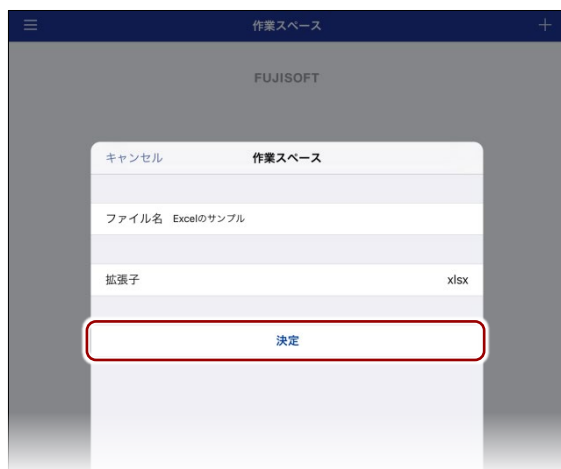 作業スペース
FUJISOFT
キャンセル 作業スペース
ファイル名 Excelのサンプル
拡張子 xlsx
決定